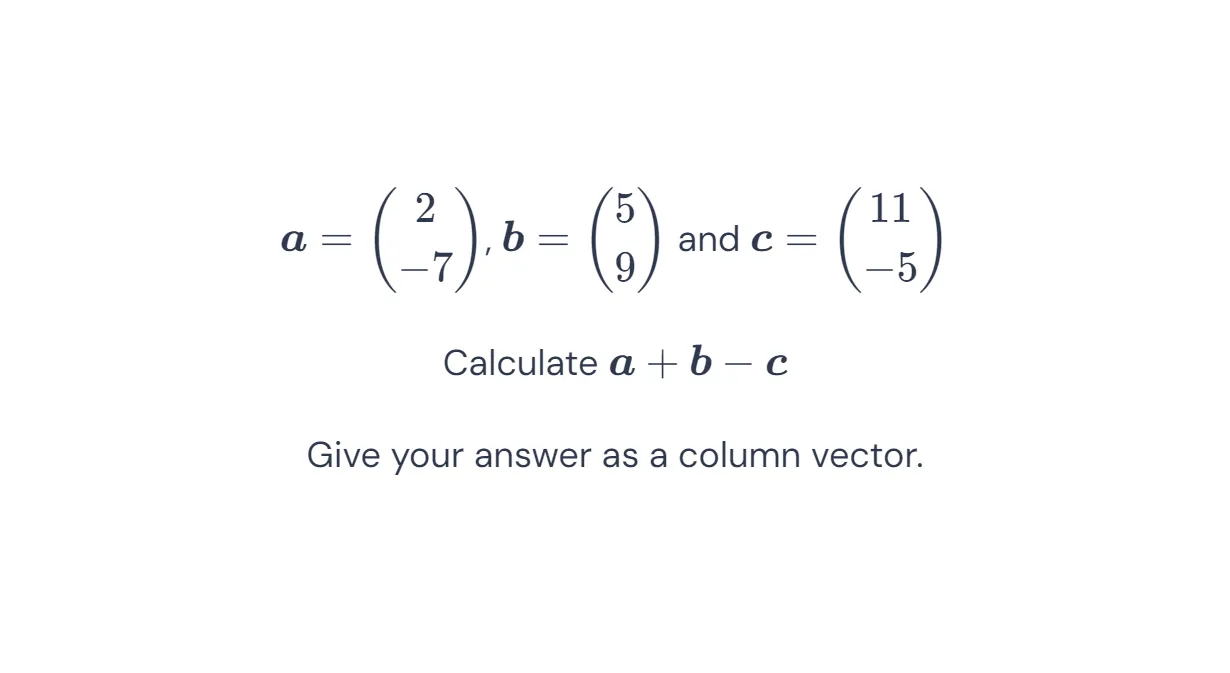 a = (2 −7), b = (5 9) and c = (11 −5)
Calculate a + b − c
Give your answer as a column vector.